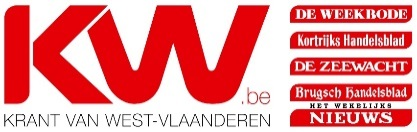 KW.be
KRANT VAN WEST-VLAANDEREN
DE WEEKBODE
Kortrijks Handelsblad
DE ZEEWACHT
Brugsch Handelsblad
HET WEKELIJKS
NIEUWS